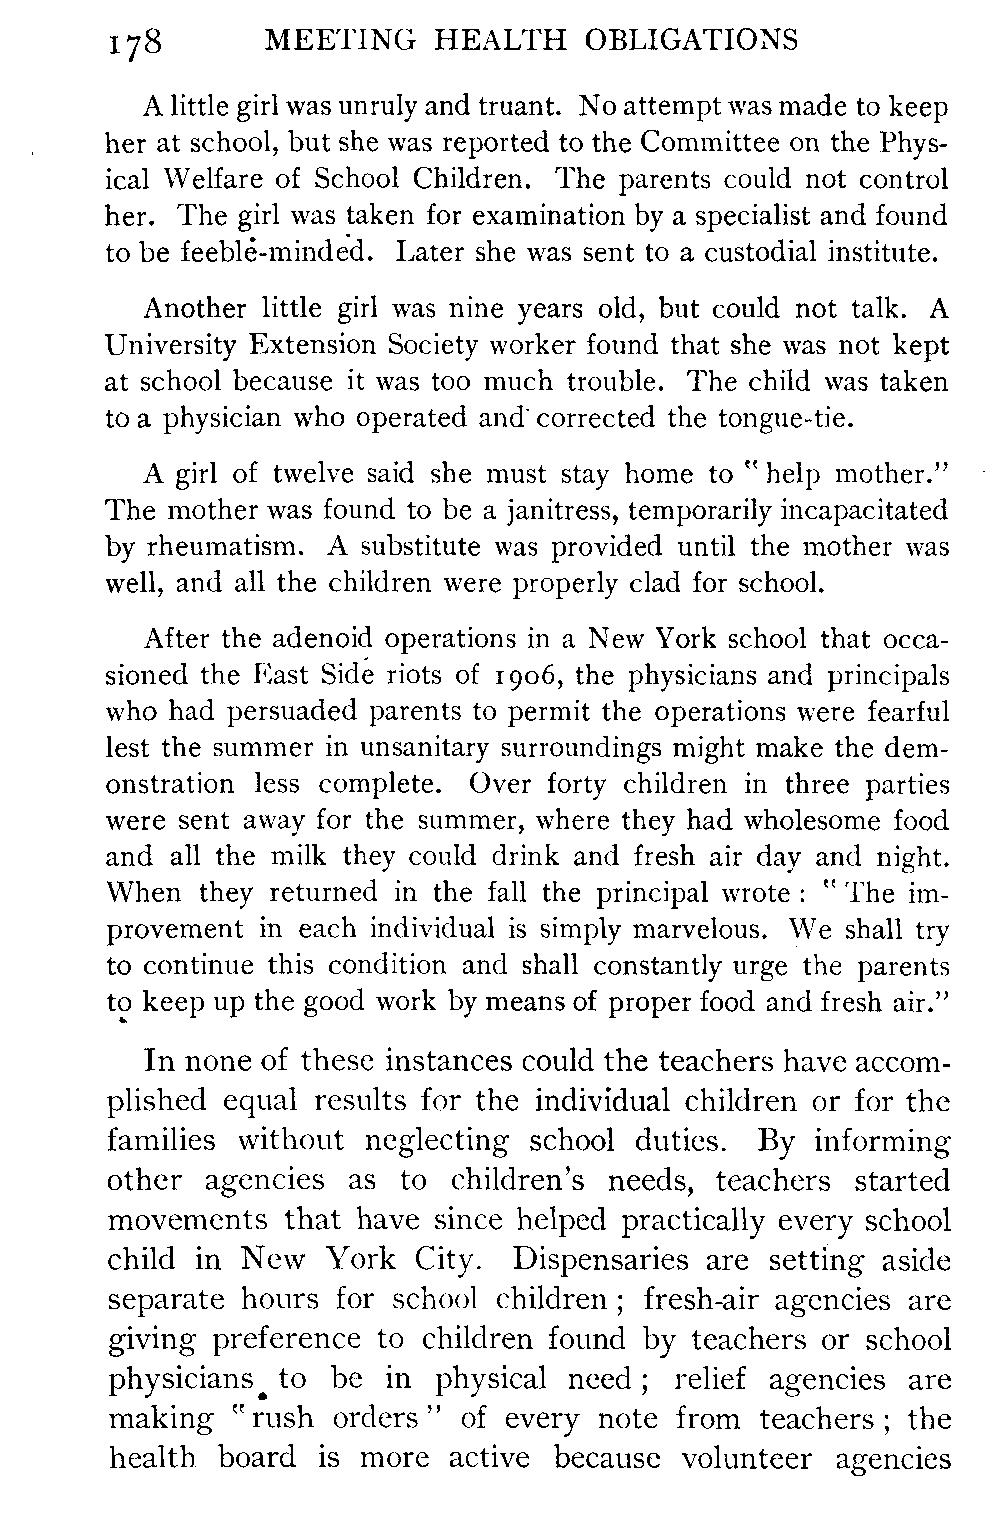 178 MEETING HEALTH OBLIGATIONS
A little girl was unruly and truant. No attempt was made to keep
her at school, but she was reported to the Committee on the Phys-
ical Welfare of School Children. The parents could not control
her. The girl was taken for examination by a specialist and found
to be feeble-minded. Later she was sent to a custodial institute.
Another little girl was nine years old, but could not talk. A
University Extension Society worker found that she was not kept
at school because it was too much trouble. The child was taken
to a physician who operated and corrected the tongue-tie.
A girl of twelve said she must stay home to "help mother."
The mother was found to be a janitress, temporarily incapacitated
by rheumatism. A substitute was provided until the mother was
well, and all the children were properly clad for school.
After the adenoid operations in a New York school that occa-
sioned the East Side riots of 1906, the physicians and principals
who had persuaded parents to permit the operations were fearful
lest the summer in unsanitary surroundings might make the dem-
onstration less complete. Over forty children in three parties
were sent away for the summer, where they had wholesome food
and all the milk they could drink and fresh air day and night.
When they returned in the fall the principal wrote: "The im-
provement in each individual is simply marvelous. We shall try
to continue this condition and shall constantly urge the parents
to keep up the good work by means of proper food and fresh air."
In none of these instances could the teachers have accom-
plished equal results for the individual children or for the
families without neglecting school duties. By informing
other agencies as to children's needs, teachers started
movements that have since helped practically every school
child in New York City. Dispensaries are setting aside
separate hours for school children; fresh-air agencies are
giving preference to children found by teachers or school
physicians to be in physical need; relief agencies are
making "rush orders" of every note from teachers; the
health board is more active because volunteer agencies